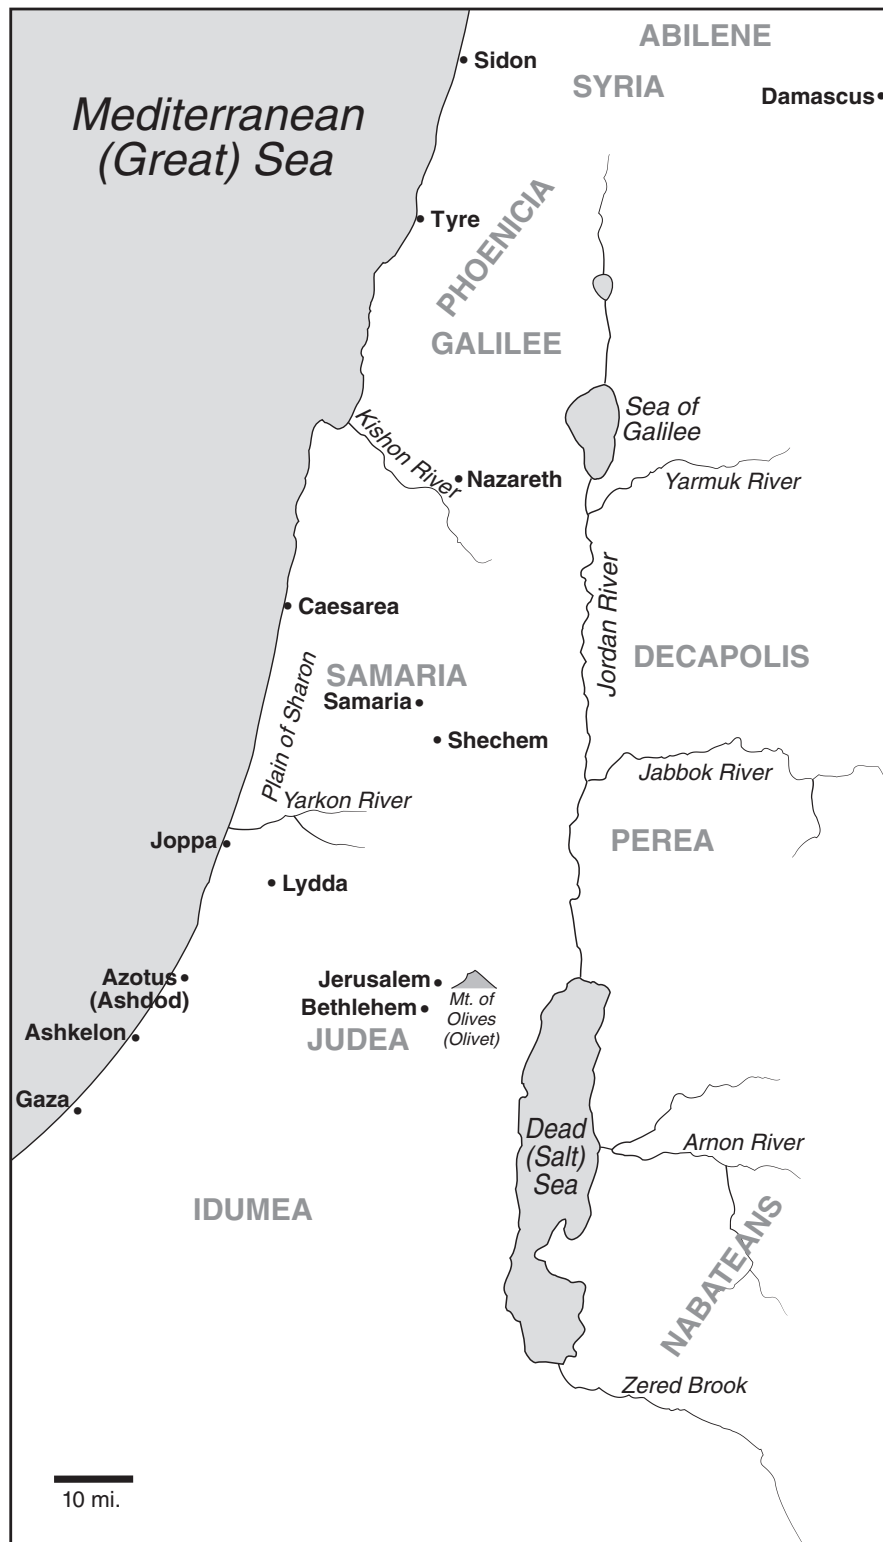 ABILENE
Sidon
SYRIA
Damascus
Mediterranean
(Great) Sea
Tyre
PHOENICIA
GALILEE
Sea of
Galilee
Kishon River
Nazareth
Yarmuk River
Jordan River
Caesarea
DECAPOLIS
Plain of Sharon
SAMARIA
Samaria
Shechem
Jabbok River
Yarkon River
Joppa
PEREA
Lydda
Azotus
(Ashdod)
Jerusalem
Mt. of
Olives
(Olivet)
Bethlehem
Ashkelon
JUDEA
Gaza
Dead
(Salt)
Sea
Arnon River
IDUMEA
NABATEANS
Zered Brook
10 mi.